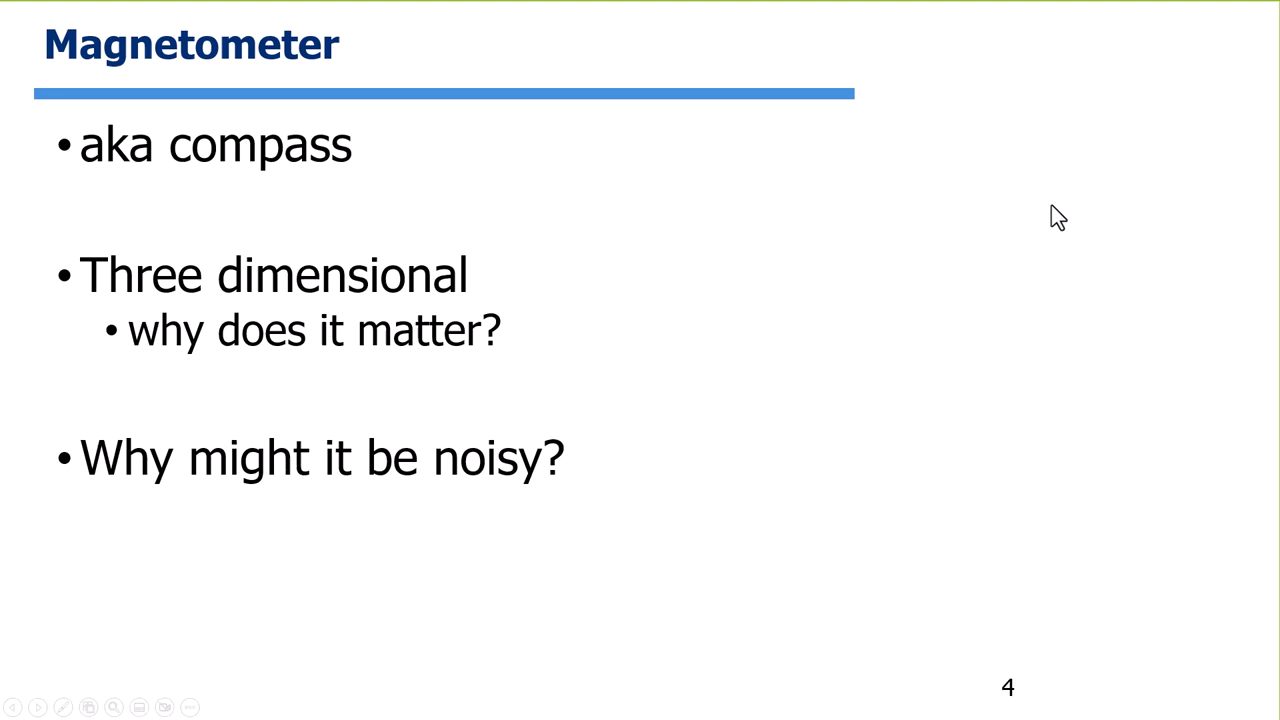 Magnetometer
• aka compass
• Three dimensional
• why does it matter?
• Why might it be noisy?
4